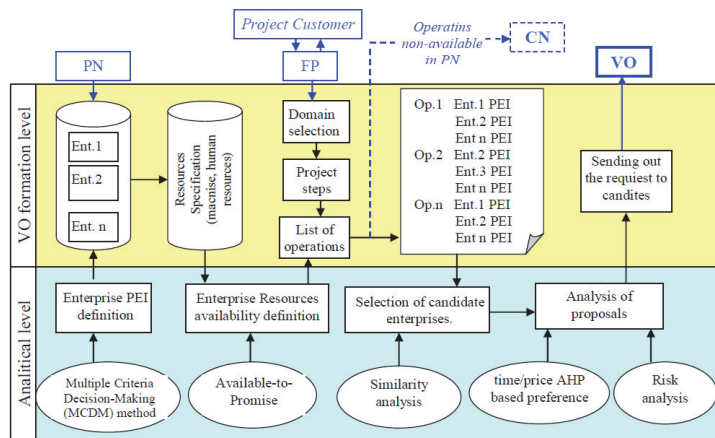 Project Customer
Operatins
non-available
in PN
CN
VO
PN
FP
VO formation level
Ent.1
Ent.2
Ent. n
Resources
Specification
(macnise, human
resources)
Domain
selection
Project
steps
List of
operations
Op.1 Ent.1 PEI
Ent.2 PEI
Ent n PEI
Op.2 Ent.2 PEI
Ent.3 PEI
Ent n PEI
Op.n Ent.1 PEI
Ent.2 PEI
Ent n PEI
Sending out
the requiest to
candites
Analitical level
Enterprise PEI
definition
Enterprise Resources
availability definition
Selection of candidate
enterprises.
Analysis of
proposals
Multiple Criteria
Decision-Making
(MCDM) method
Available-to-
Promise
Similarity
analysis
time/price AHP
based preference
Risk
analysis